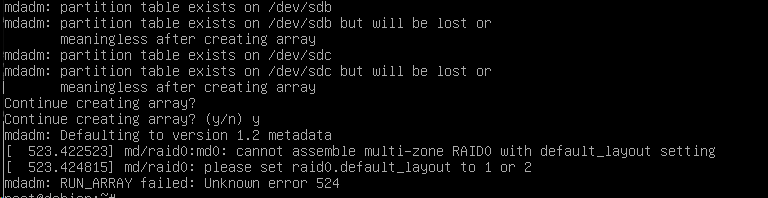 mdadm: partition table exists on /dev/sdb
mdadm: partition table exists on /dev/sdb but will be lost or
       meaningless after creating array
mdadm: partition table exists on /dev/sdc
mdadm: partition table exists on /dev/sdc but will be lost or
       meaningless after creating array
Continue creating array?
Continue creating array? (y/n) y
mdadm: Defaulting to version 1.2 metadata
[  523.422523] md/raid0:md0: cannot assemble multi-zone RAID0 with default_layout setting
[  523.424815] md/raid0: please set raid0.default_layout to 1 or 2
mdadm: RUN_ARRAY failed: Unknown error 524
root@debian:~#